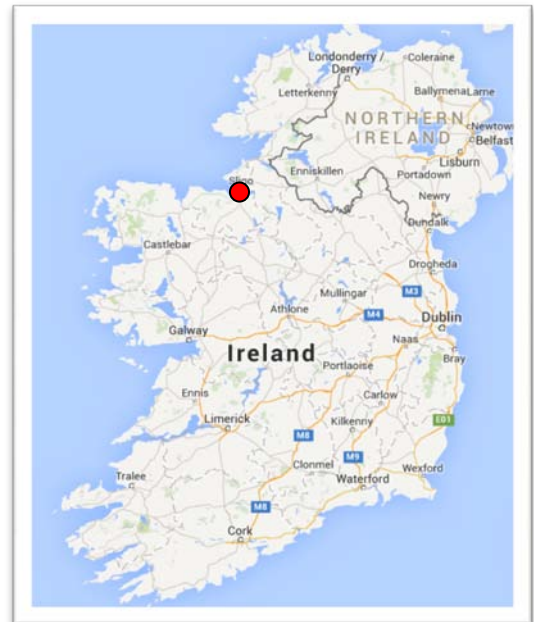 Londonderry /
Derry
Coleraine
Letterkenny
Ballymena
Larne
NORTHERN
IRELAND
Newtown
Belfast
Lisburn
Sligo
Enniskillen
Portadown
Newry
Dundalk
Castlebar
Drogheda
Mullingar
M3
Athlone
M4
Dublin
Galway
Naas
Ireland
Bray
Portlaoise
Ennis
Carlow
Limerick
E01
M8
Kilkenny
M9
Clonmel
Wexford
Tralee
Waterford
M8
Cork